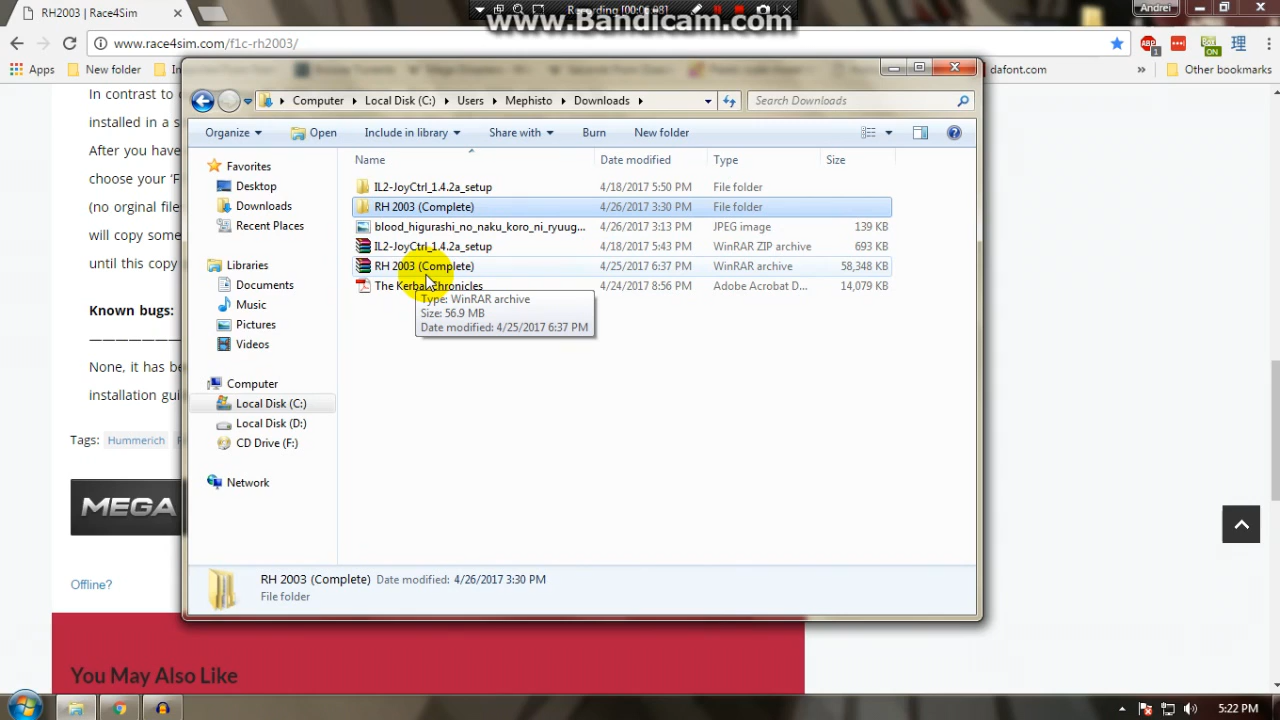 RH2003 | Race4Sim
Recording [00:06:08]
www.Bandicam.com
Andrei
www.race4sim.com/f1c-rh2003/
ABP
1
ON
理
Apps
New folder
dafont.com
»
Other bookmarks
Computer
Local Disk (C:)
Users
Mephisto
Downloads
Search Downloads
Organize
Open
Include in library
Share with
Burn
New folder
Name
Date modified
Type
Size
Favorites
Desktop
Downloads
Recent Places
Libraries
Documents
Music
Pictures
Videos
Computer
Local Disk (C:)
Local Disk (D:)
CD Drive (F:)
Network
IL2-JoyCtrl_1.4.2a_setup 4/18/2017 5:50 PM File folder
RH 2003 (Complete) 4/26/2017 3:30 PM File folder
blood_higurashi_no_naku_koro_ni_ryuug... 4/26/2017 3:13 PM JPEG image 139 KB
IL2-JoyCtrl_1.4.2a_setup 4/18/2017 5:43 PM WinRAR ZIP archive 693 KB
RH 2003 (Complete) 4/25/2017 6:37 PM WinRAR archive 58,348 KB
The Kerbal Chronicles 4/24/2017 8:56 PM Adobe Acrobat D... 14,079 KB
Type: WinRAR archive
Size: 56.9 MB
Date modified: 4/25/2017 6:37 PM
RH 2003 (Complete) Date modified: 4/26/2017 3:30 PM
File folder
In contrast to
installed in a s
After you have
choose your 'F
(no orginal file
will copy some
until this copy
Known bugs:
None, it has be
installation gui
Tags:
Hummerich
MEGA
Offline?
You May Also Like
5:22 PM